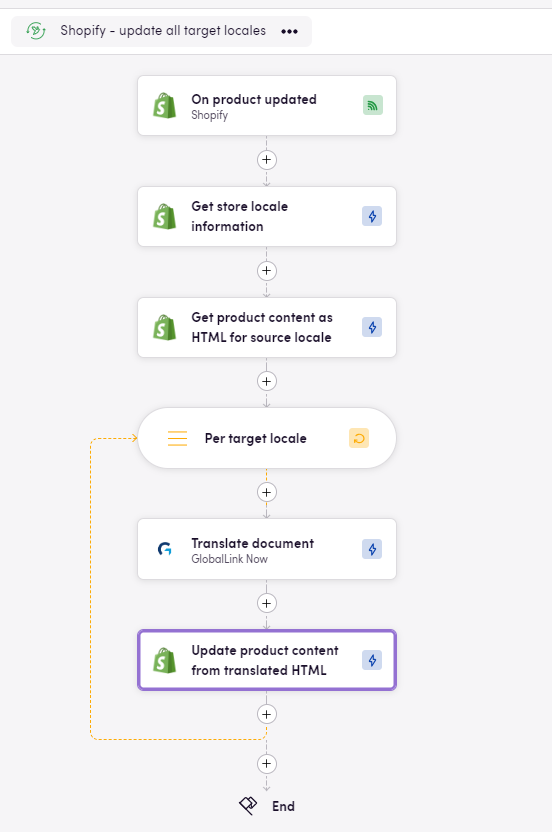 Shopify - update all target locales
On product updated
Shopify
Get store locale
information
Get product content as
HTML for source locale
Per target locale
Translate document
GlobalLink Now
Update product content
from translated HTML
End